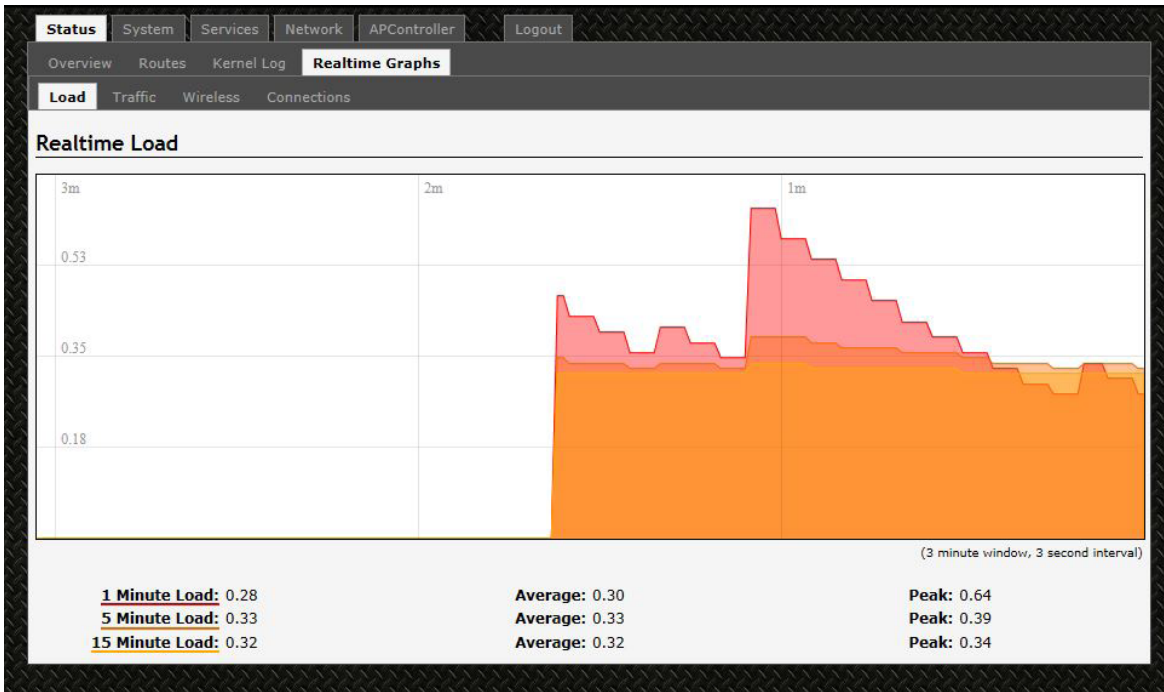 Status System Services Network APController Logout
Overview Routes Kernel Log Realtime Graphs
Load Traffic Wireless Connections
Realtime Load
3m 2m 1m
0.53
0.35
0.18
(3 minute window, 3 second interval)
1 Minute Load: 0.28 Average: 0.30 Peak: 0.64
5 Minute Load: 0.33 Average: 0.33 Peak: 0.39
15 Minute Load: 0.32 Average: 0.32 Peak: 0.34